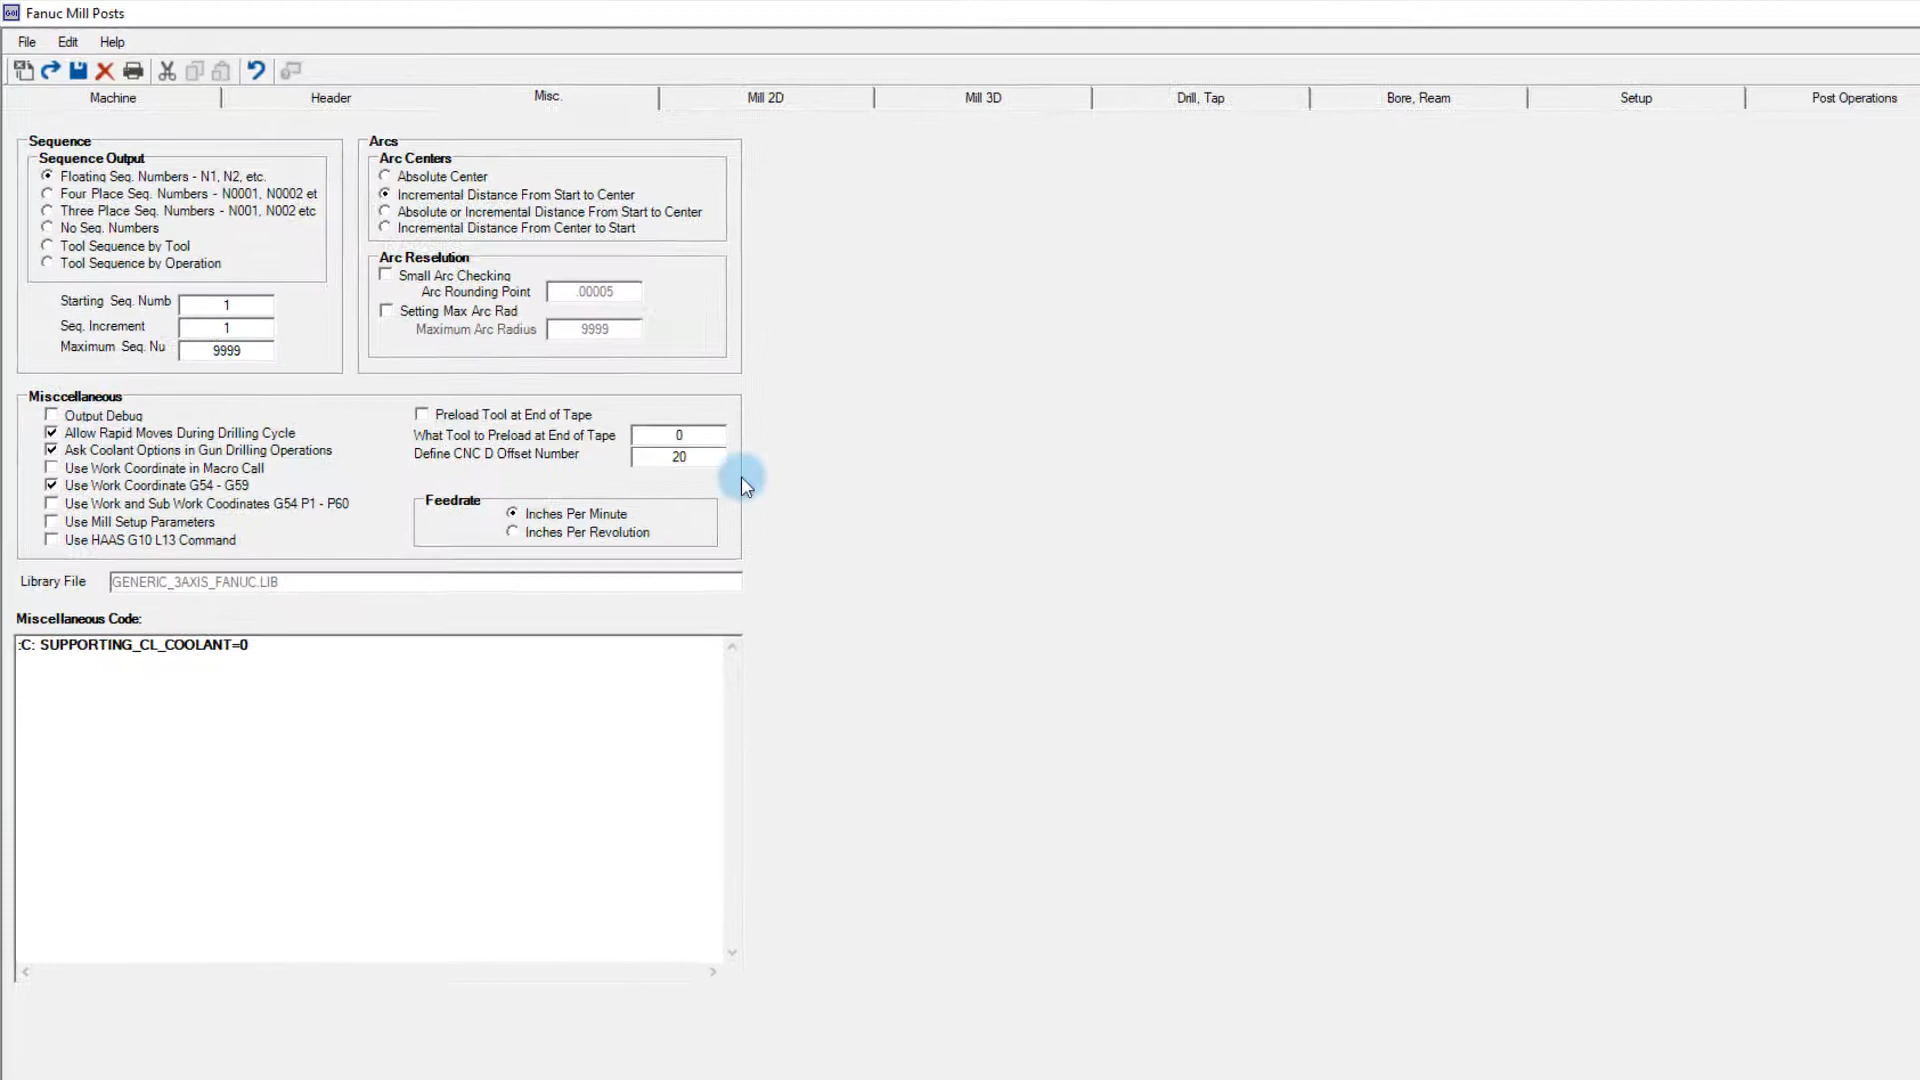 Fanuc Mill Posts
File Edit Help
Machine Header Misc. Mill 2D Mill 3D Drill, Tap Bore, Ream Setup Post Operations
Sequence
Sequence Output
Floating Seq. Numbers - N1, N2, etc.
Four Place Seq. Numbers - N0001, N0002 et
Three Place Seq. Numbers - N001, N002 etc
No Seq. Numbers
Tool Sequence by Tool
Tool Sequence by Operation
Starting Seq. Numb 1
Seq. Increment 1
Maximum Seq. Nu 9999
Arcs
Arc Centers
Absolute Center
Incremental Distance From Start to Center
Absolute or Incremental Distance From Start to Center
Incremental Distance From Center to Start
Arc Resolution
Small Arc Checking
Arc Rounding Point .00005
Setting Max Arc Rad
Maximum Arc Radius 9999
Misccellaneous
Output Debug
Allow Rapid Moves During Drilling Cycle
Ask Coolant Options in Gun Drilling Operations
Use Work Coordinate in Macro Call
Use Work Coordinate G54 - G59
Use Work and Sub Work Coodinates G54 P1 - P60
Use Mill Setup Parameters
Use HAAS G10 L13 Command
Preload Tool at End of Tape
What Tool to Preload at End of Tape 0
Define CNC D Offset Number 20
Feedrate
Inches Per Minute
Inches Per Revolution
Library File GENERIC_3AXIS_FANUC.LIB
Miscellaneous Code:
:C: SUPPORTING_CL_COOLANT=0